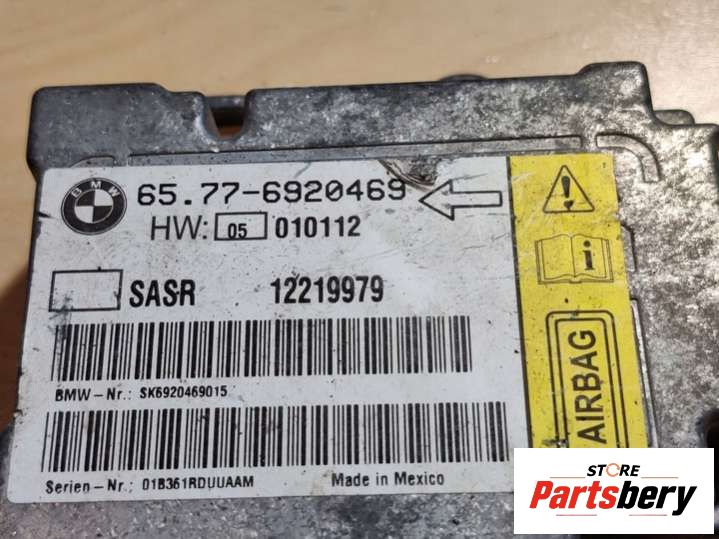 BMW
65.77-6920469
HW: 05 010112
SASR 12219979
BMW-Nr.: SK6920469015
Serien-Nr.: 01B361RDUUAAM Made in Mexico
AIRBAG
i
STORE
Partsbery